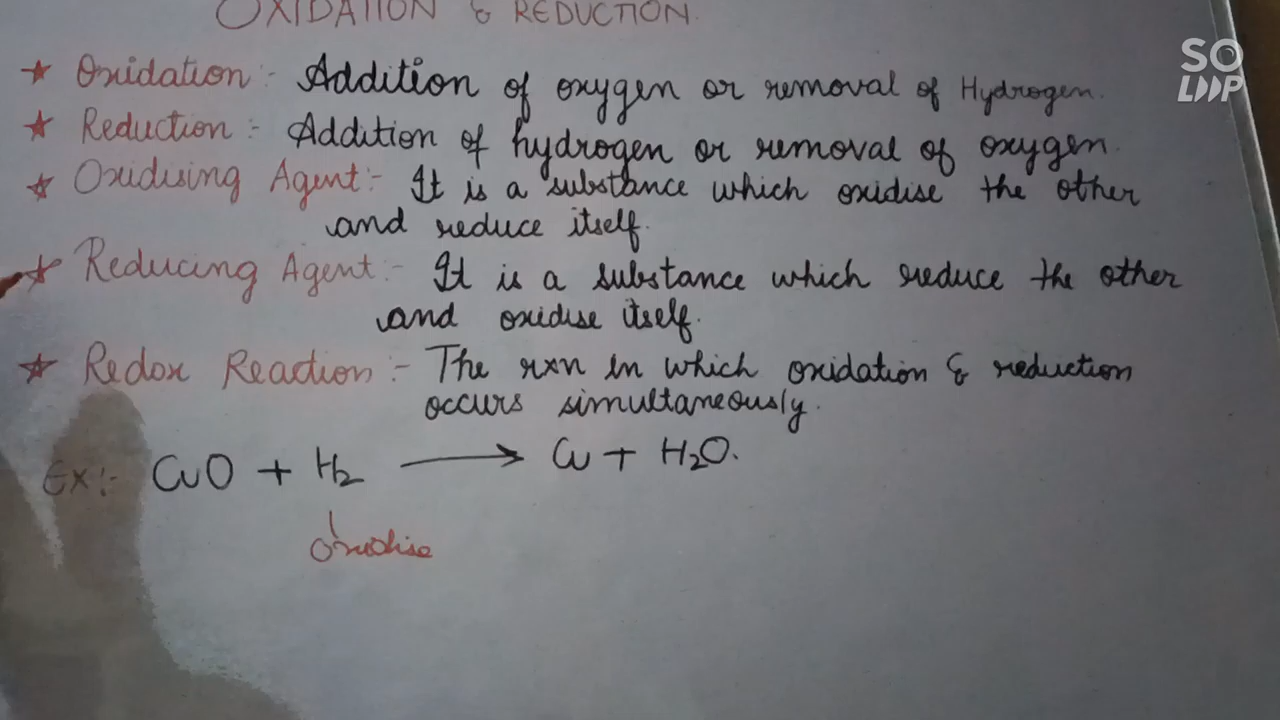 OXIDATION & REDUCTION.
SO
LOOP
★ Oxidation:- Addition of oxygen or removal of Hydrogen.
★ Reduction:- Addition of hydrogen or removal of oxygen.
★ Oxidising Agent:- It is a substance which oxidise the other
and reduce itself.
★ Reducing Agent:- It is a substance which reduce the other
and oxidise itself.
★ Redox Reaction:- The rxn in which oxidation & reduction
occurs simultaneously.
Ex:- CuO + H₂ → Cu + H₂O.
Oxidise